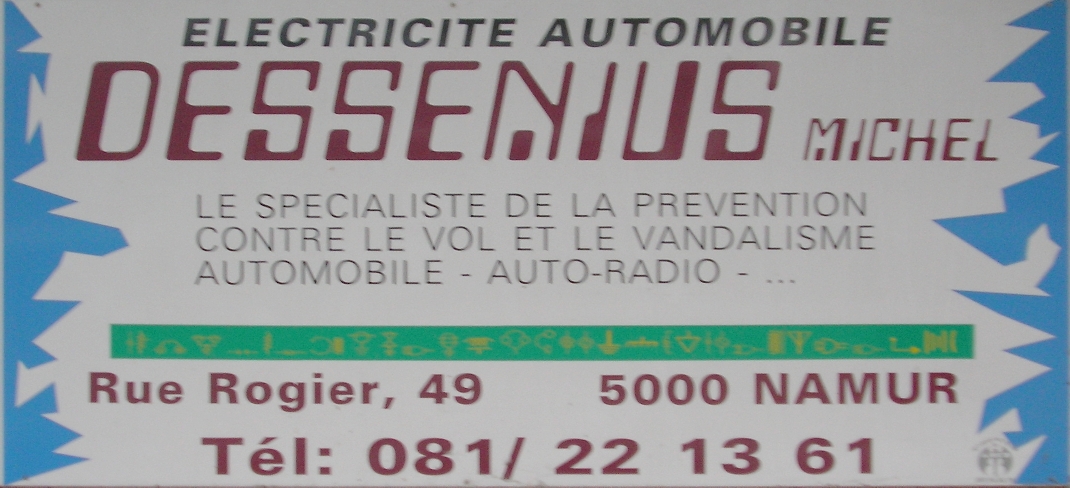 ELECTRICITE AUTOMOBILE
DESSENIUS MICHEL
LE SPECIALISTE DE LA PREVENTION
CONTRE LE VOL ET LE VANDALISME
AUTOMOBILE - AUTO-RADIO - ...
Rue Rogier, 49 5000 NAMUR
Tél: 081/ 22 13 61